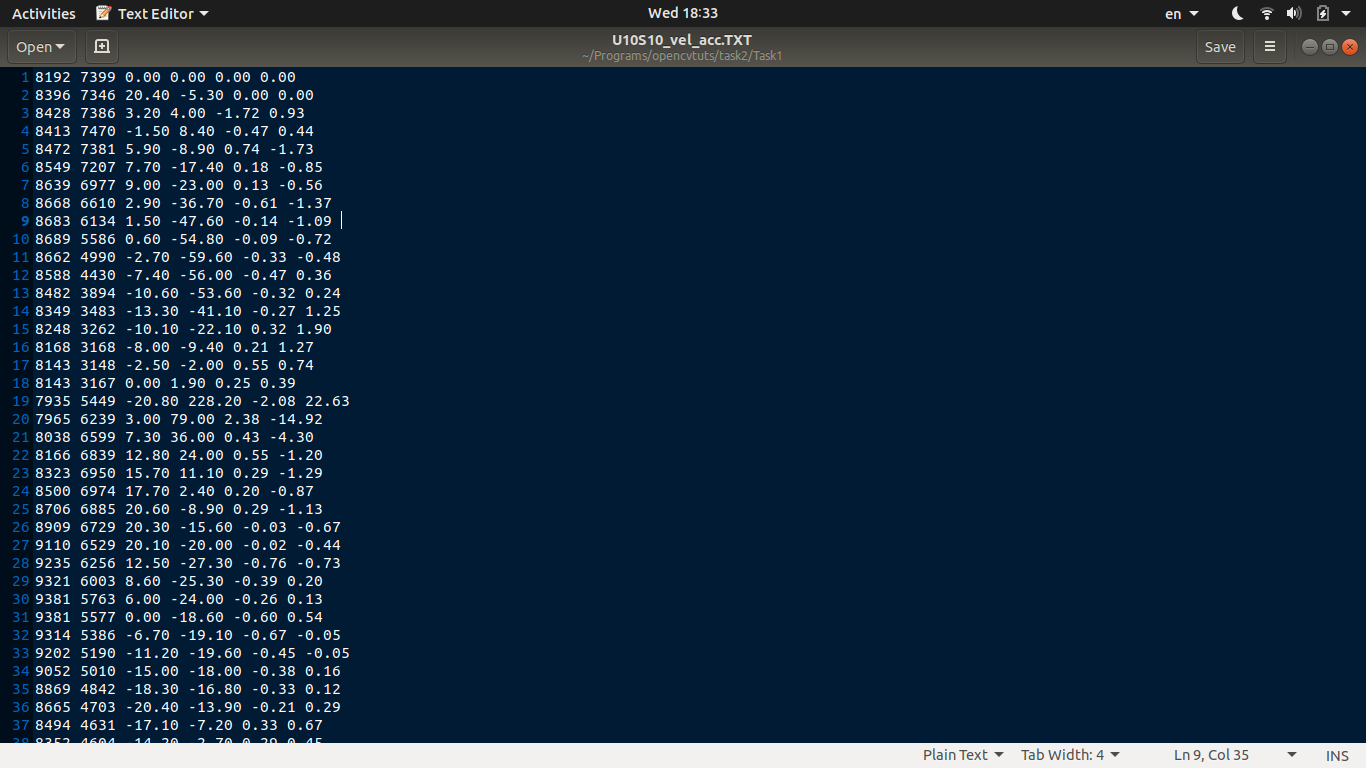 Activities Text Editor Wed 18:33 en
Open U10S10_vel_acc.TXT Save
~/Programs/opencvtuts/task2/Task1
1 8192 7399 0.00 0.00 0.00 0.00
2 8396 7346 20.40 -5.30 0.00 0.00
3 8428 7386 3.20 4.00 -1.72 0.93
4 8413 7470 -1.50 8.40 -0.47 0.44
5 8472 7381 5.90 -8.90 0.74 -1.73
6 8549 7207 7.70 -17.40 0.18 -0.85
7 8639 6977 9.00 -23.00 0.13 -0.56
8 8668 6610 2.90 -36.70 -0.61 -1.37
9 8683 6134 1.50 -47.60 -0.14 -1.09
10 8689 5586 0.60 -54.80 -0.09 -0.72
11 8662 4990 -2.70 -59.60 -0.33 -0.48
12 8588 4430 -7.40 -56.00 -0.47 0.36
13 8482 3894 -10.60 -53.60 -0.32 0.24
14 8349 3483 -13.30 -41.10 -0.27 1.25
15 8248 3262 -10.10 -22.10 0.32 1.90
16 8168 3168 -8.00 -9.40 0.21 1.27
17 8143 3148 -2.50 -2.00 0.55 0.74
18 8143 3167 0.00 1.90 0.25 0.39
19 7935 5449 -20.80 228.20 -2.08 22.63
20 7965 6239 3.00 79.00 2.38 -14.92
21 8038 6599 7.30 36.00 0.43 -4.30
22 8166 6839 12.80 24.00 0.55 -1.20
23 8323 6950 15.70 11.10 0.29 -1.29
24 8500 6974 17.70 2.40 0.20 -0.87
25 8706 6885 20.60 -8.90 0.29 -1.13
26 8909 6729 20.30 -15.60 -0.03 -0.67
27 9110 6529 20.10 -20.00 -0.02 -0.44
28 9235 6256 12.50 -27.30 -0.76 -0.73
29 9321 6003 8.60 -25.30 -0.39 0.20
30 9381 5763 6.00 -24.00 -0.26 0.13
31 9381 5577 0.00 -18.60 -0.60 0.54
32 9314 5386 -6.70 -19.10 -0.67 -0.05
33 9202 5190 -11.20 -19.60 -0.45 -0.05
34 9052 5010 -15.00 -18.00 -0.38 0.16
35 8869 4842 -18.30 -16.80 -0.33 0.12
36 8665 4703 -20.40 -13.90 -0.21 0.29
37 8494 4631 -17.10 -7.20 0.33 0.67
38 8352 4604 -14.20 -2.70 0.29 0.45
Plain Text Tab Width: 4 Ln 9, Col 35 INS